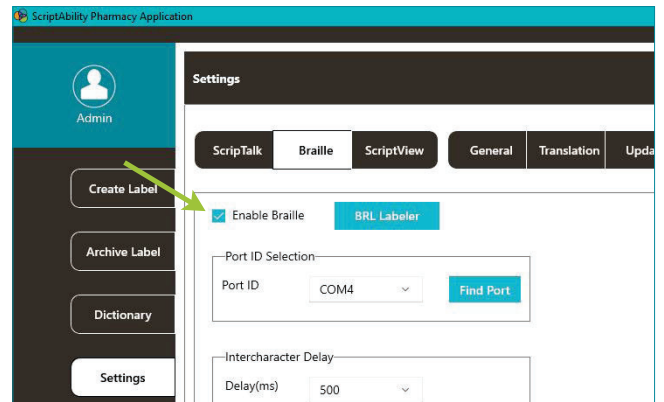 ScriptAbility Pharmacy Application
Admin
Create Label
Archive Label
Dictionary
Settings
Settings
ScripTalk Braille ScriptView General Translation
Enable Braille BRL Labeler
Port ID Selection
Port ID COM4 Find Port
Intercharacter Delay
Delay(ms) 500